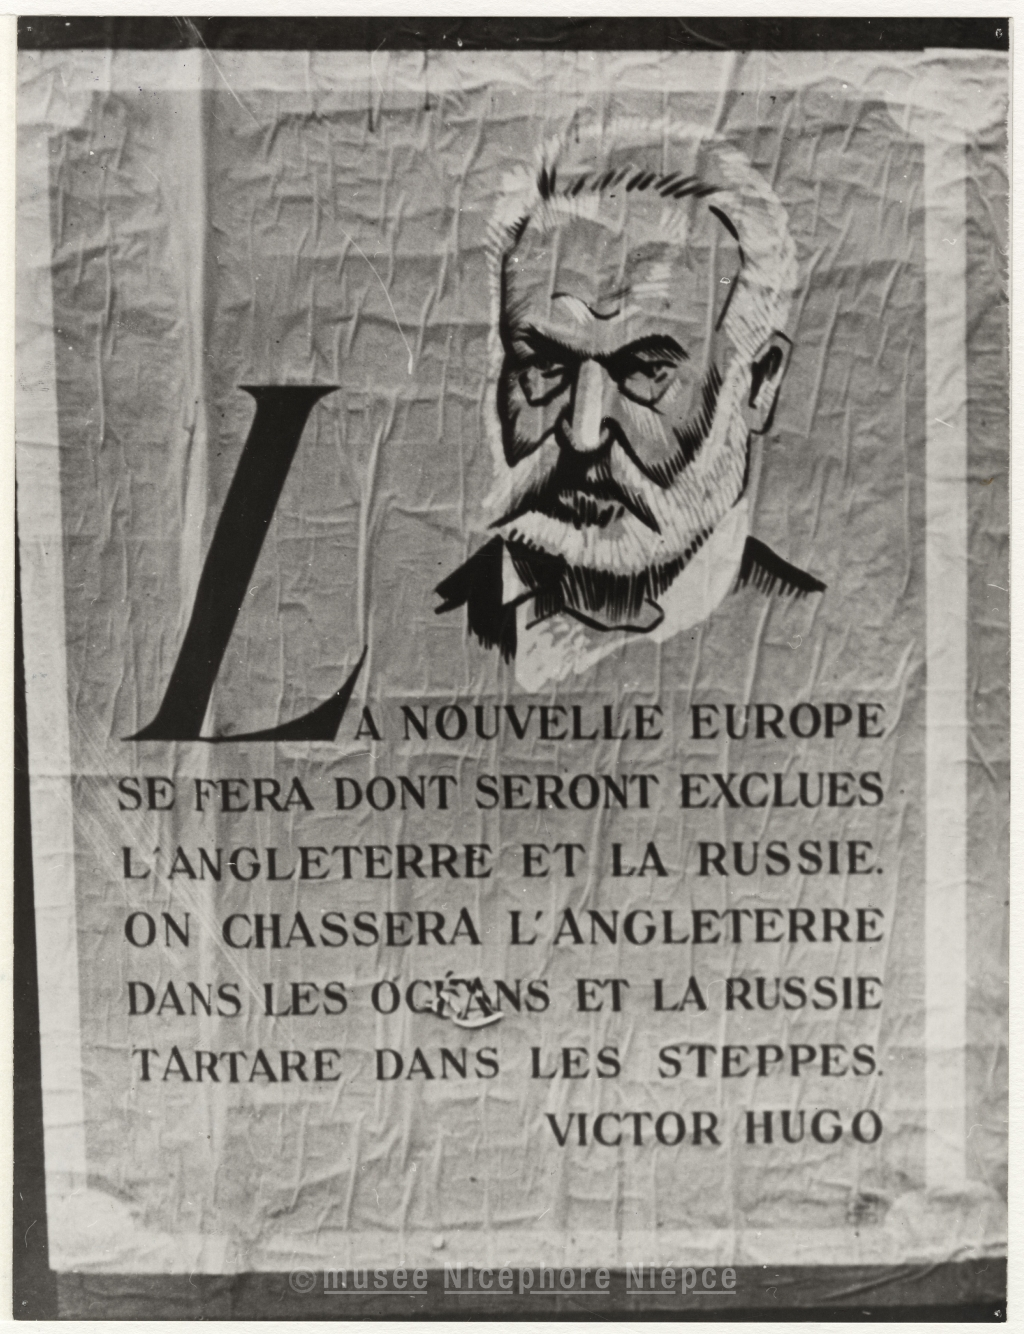 LA NOUVELLE EUROPE
SE FERA DONT SERONT EXCLUES
L'ANGLETERRE ET LA RUSSIE.
ON CHASSERA L'ANGLETERRE
DANS LES OCÉANS ET LA RUSSIE
TARTARE DANS LES STEPPES.
VICTOR HUGO
© musée Nicéphore Niépce